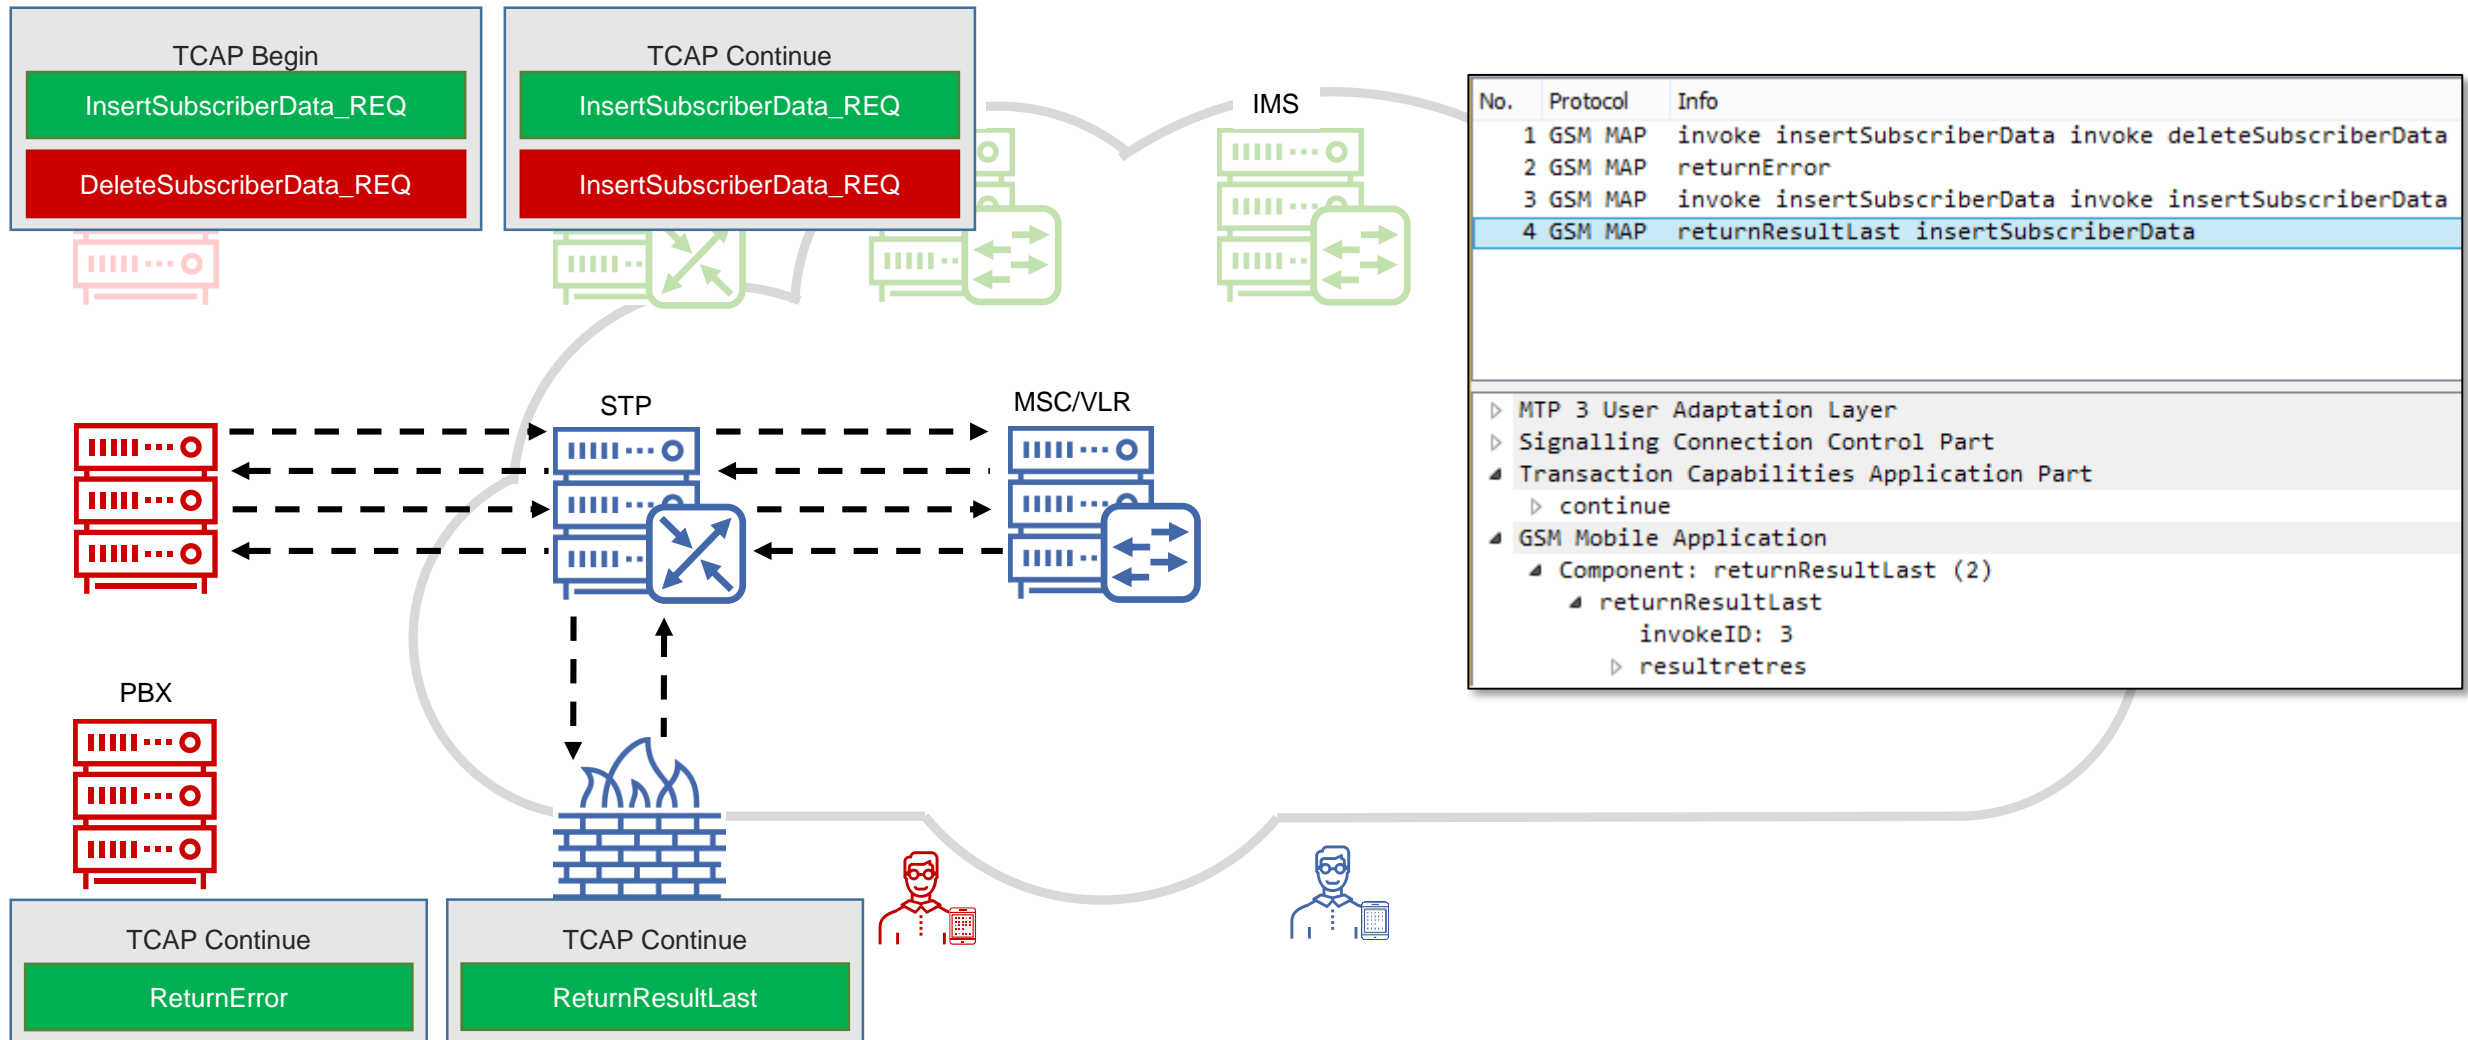 TCAP Begin
InsertSubscriberData_REQ
DeleteSubscriberData_REQ
TCAP Continue
InsertSubscriberData_REQ
InsertSubscriberData_REQ
IMS
No. Protocol Info
1 GSM MAP invoke insertSubscriberData invoke deleteSubscriberData
2 GSM MAP returnError
3 GSM MAP invoke insertSubscriberData invoke insertSubscriberData
4 GSM MAP returnResultLast insertSubscriberData
MTP 3 User Adaptation Layer
Signalling Connection Control Part
Transaction Capabilities Application Part
continue
GSM Mobile Application
Component: returnResultLast (2)
returnResultLast
invokeID: 3
resultretres
STP
MSC/VLR
PBX
TCAP Continue
ReturnError
TCAP Continue
ReturnResultLast